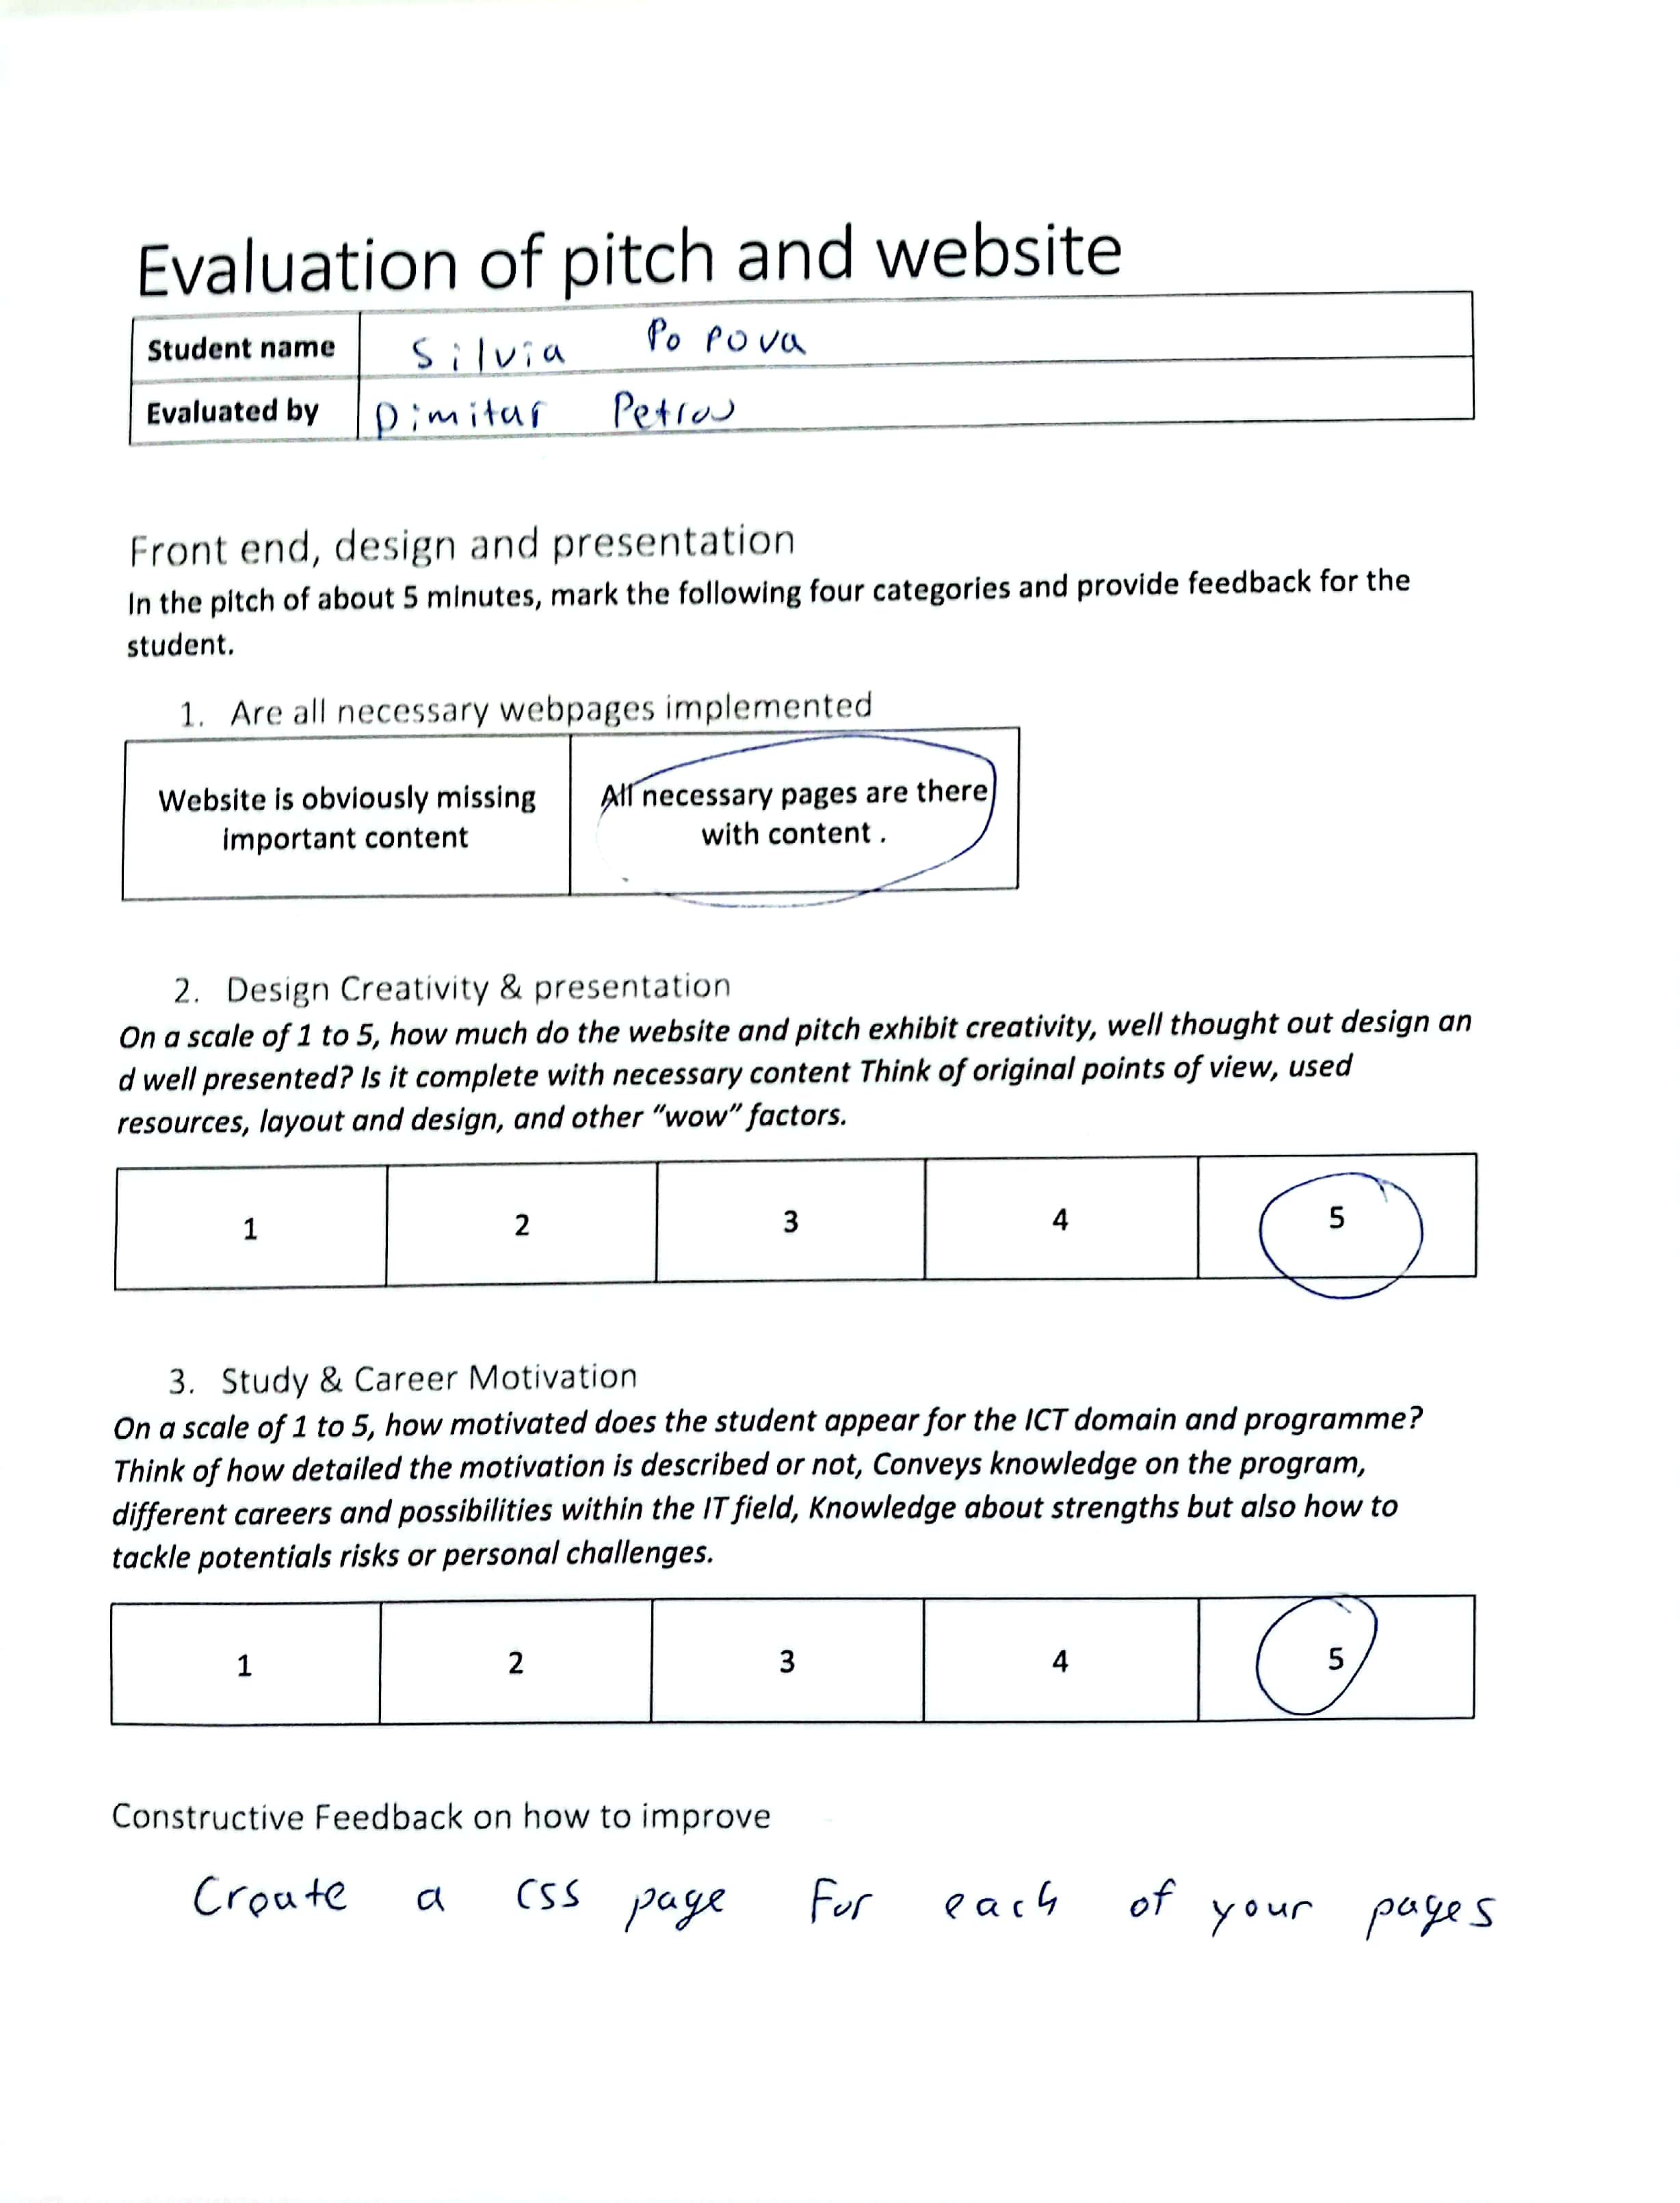 Evaluation of pitch and website
Student name Silvia Popova
Evaluated by Dimitar Petrov
Front end, design and presentation
In the pitch of about 5 minutes, mark the following four categories and provide feedback for the
student.
1. Are all necessary webpages implemented
Website is obviously missing
important content
All necessary pages are there
with content .
2. Design Creativity & presentation
On a scale of 1 to 5, how much do the website and pitch exhibit creativity, well thought out design an
d well presented? Is it complete with necessary content Think of original points of view, used
resources, layout and design, and other “wow” factors.
1 2 3 4 5
3. Study & Career Motivation
On a scale of 1 to 5, how motivated does the student appear for the ICT domain and programme?
Think of how detailed the motivation is described or not, Conveys knowledge on the program,
different careers and possibilities within the IT field, Knowledge about strengths but also how to
tackle potentials risks or personal challenges.
1 2 3 4 5
Constructive Feedback on how to improve
Create a CSS page For each of your pages